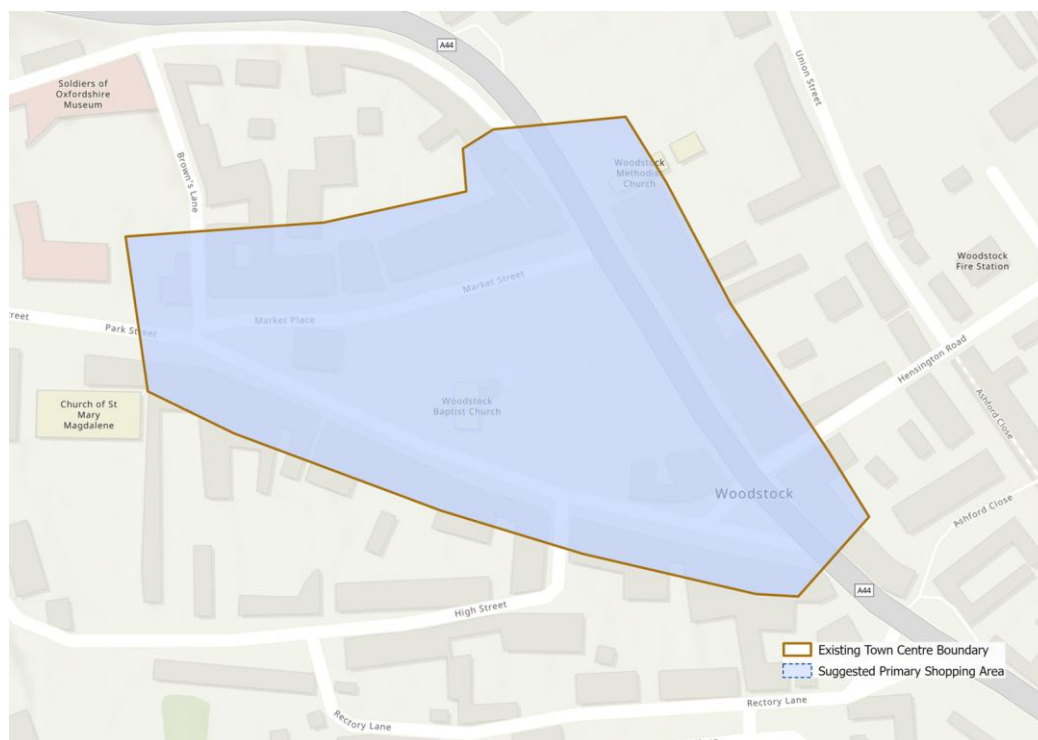 A44
Soldiers of
Oxfordshire
Museum
Union Street
Brown's Lane
Woodstock
Methodist
Church
Woodstock
Fire Station
Market Street
Market Place
treet
Park Street
Hensington Road
Church of St
Mary
Magdalene
Woodstock
Baptist Church
Ashford Close
Woodstock
Ashford Close
A44
High Street
Existing Town Centre Boundary
Suggested Primary Shopping Area
Rectory Lane
Rectory Lane